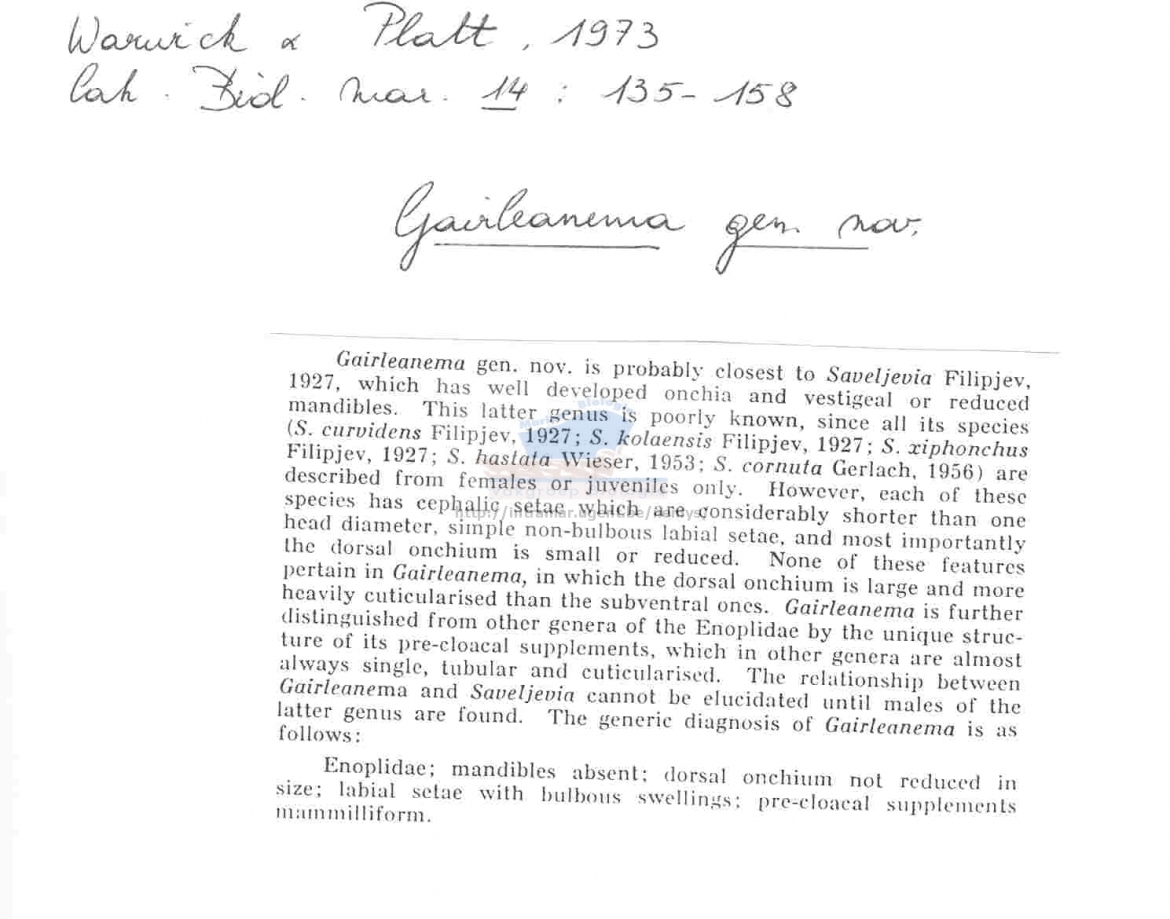 Warwick & Platt, 1973
Cah. Biol. mar. 14 : 135-158
Gairleanema gen. nov.
Gairleanema gen. nov. is probably closest to Saveljevia Filipjev,
1927, which has well developed onchia and vestigeal or reduced
mandibles. This latter genus is poorly known, since all its species
(S. curvidens Filipjev, 1927; S. kolaensis Filipjev, 1927; S. xiphonchus
Filipjev, 1927; S. hastata Wieser, 1953; S. cornuta Gerlach, 1956) are
described from females or juveniles only. However, each of these
species has cephalic setae which are considerably shorter than one
head diameter, simple non-bulbous labial setae, and most importantly
the dorsal onchium is small or reduced. None of these features
pertain in Gairleanema, in which the dorsal onchium is large and more
heavily cuticularised than the subventral ones. Gairleanema is further
distinguished from other genera of the Enoplidae by the unique struc-
ture of its pre-cloacal supplements, which in other genera are almost
always single, tubular and cuticularised. The relationship between
Gairleanema and Saveljevia cannot be elucidated until males of the
latter genus are found. The generic diagnosis of Gairleanema is as
follows:
Enoplidae; mandibles absent; dorsal onchium not reduced in
size; labial setae with bulbous swellings; pre-cloacal supplements
mammilliform.